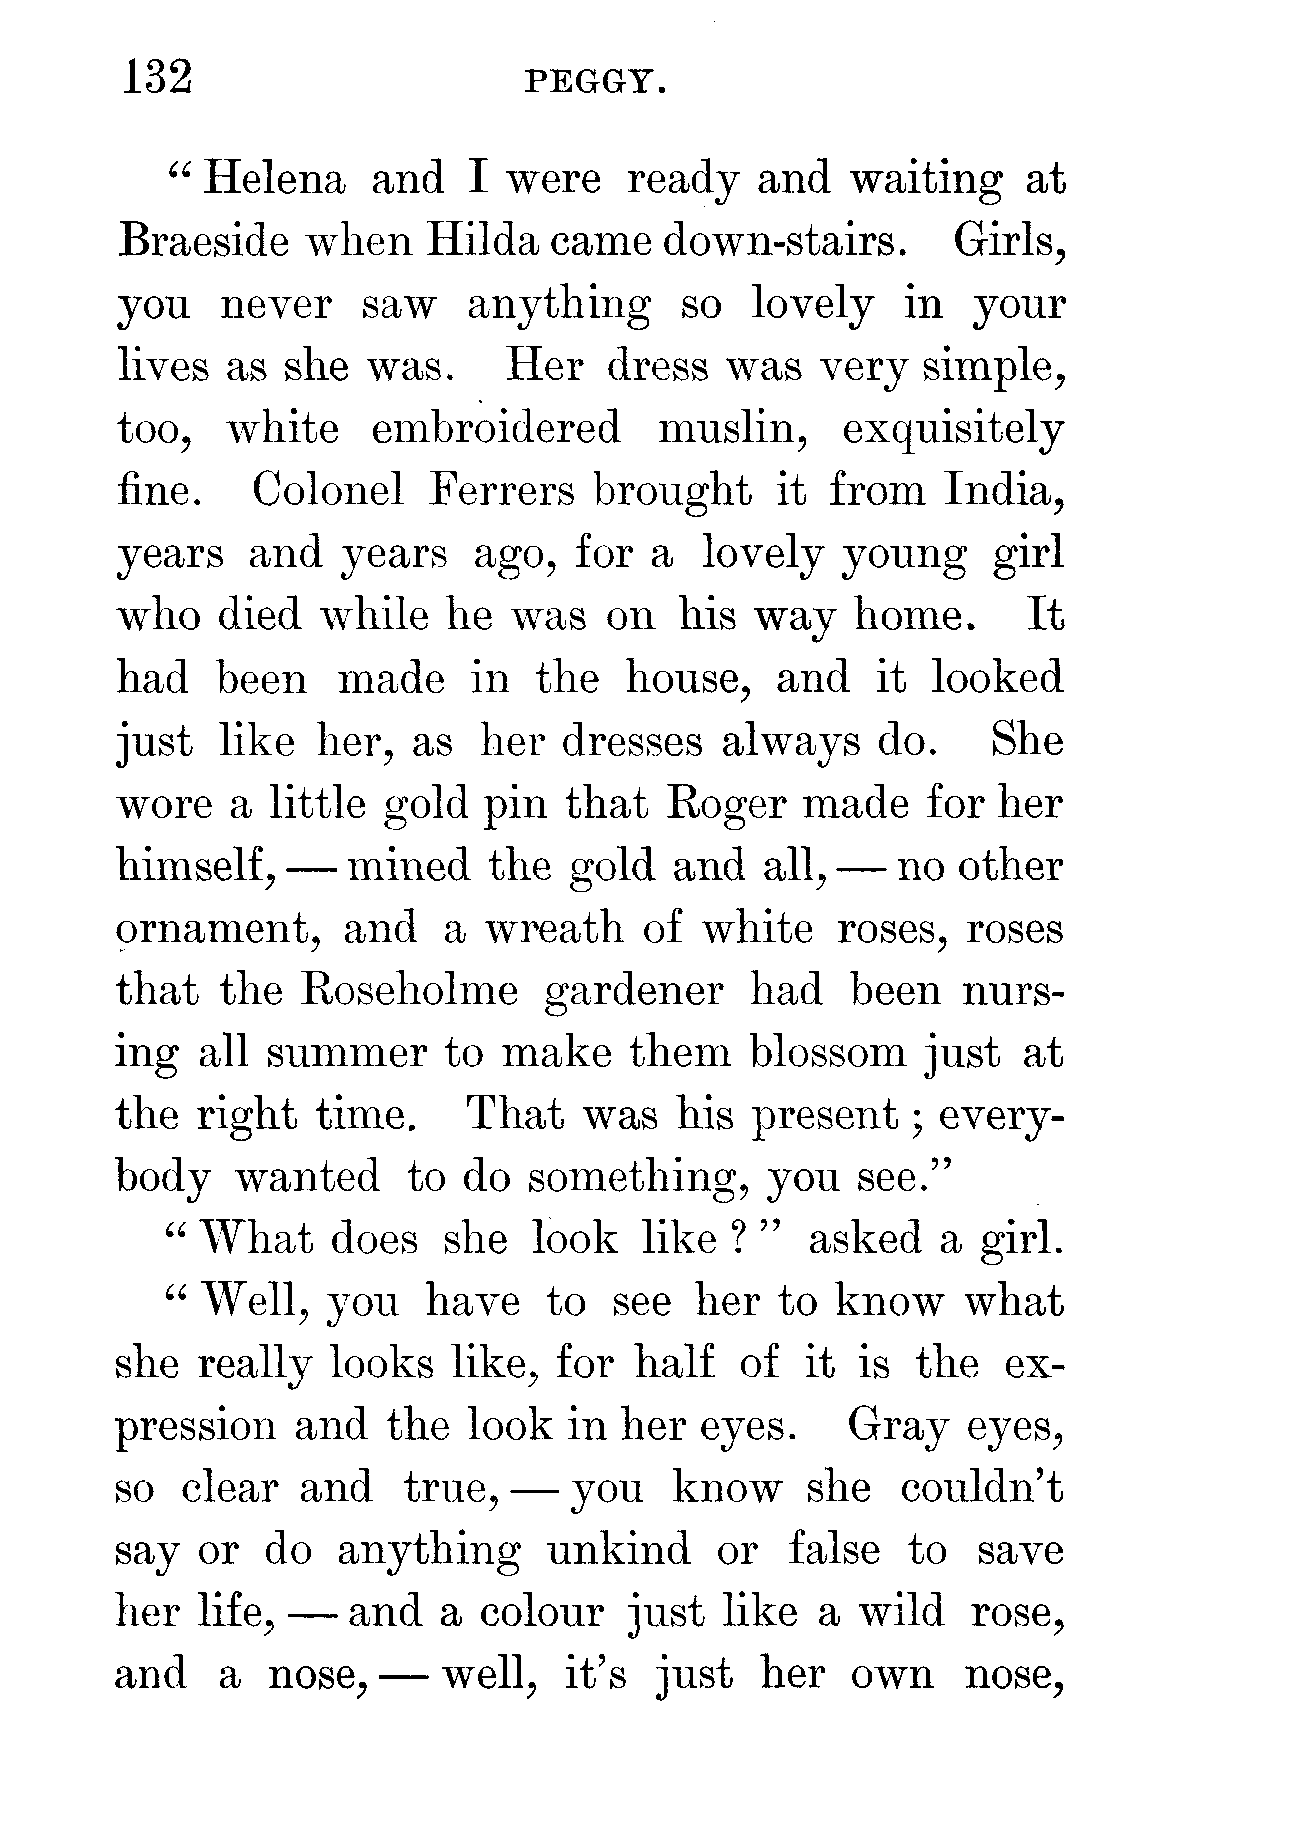 132 PEGGY.
“ Helena and I were ready and waiting at
Braeside when Hilda came down-stairs. Girls,
you never saw anything so lovely in your
lives as she was. Her dress was very simple,
too, white embroidered muslin, exquisitely
fine. Colonel Ferrers brought it from India,
years and years ago, for a lovely young girl
who died while he was on his way home. It
had been made in the house, and it looked
just like her, as her dresses always do. She
wore a little gold pin that Roger made for her
himself, — mined the gold and all, — no other
ornament, and a wreath of white roses, roses
that the Roseholme gardener had been nurs-
ing all summer to make them blossom just at
the right time. That was his present ; every-
body wanted to do something, you see.”
“ What does she look like ? ” asked a girl.
“ Well, you have to see her to know what
she really looks like, for half of it is the ex-
pression and the look in her eyes. Gray eyes,
so clear and true, — you know she couldn’t
say or do anything unkind or false to save
her life, — and a colour just like a wild rose,
and a nose, — well, it’s just her own nose,